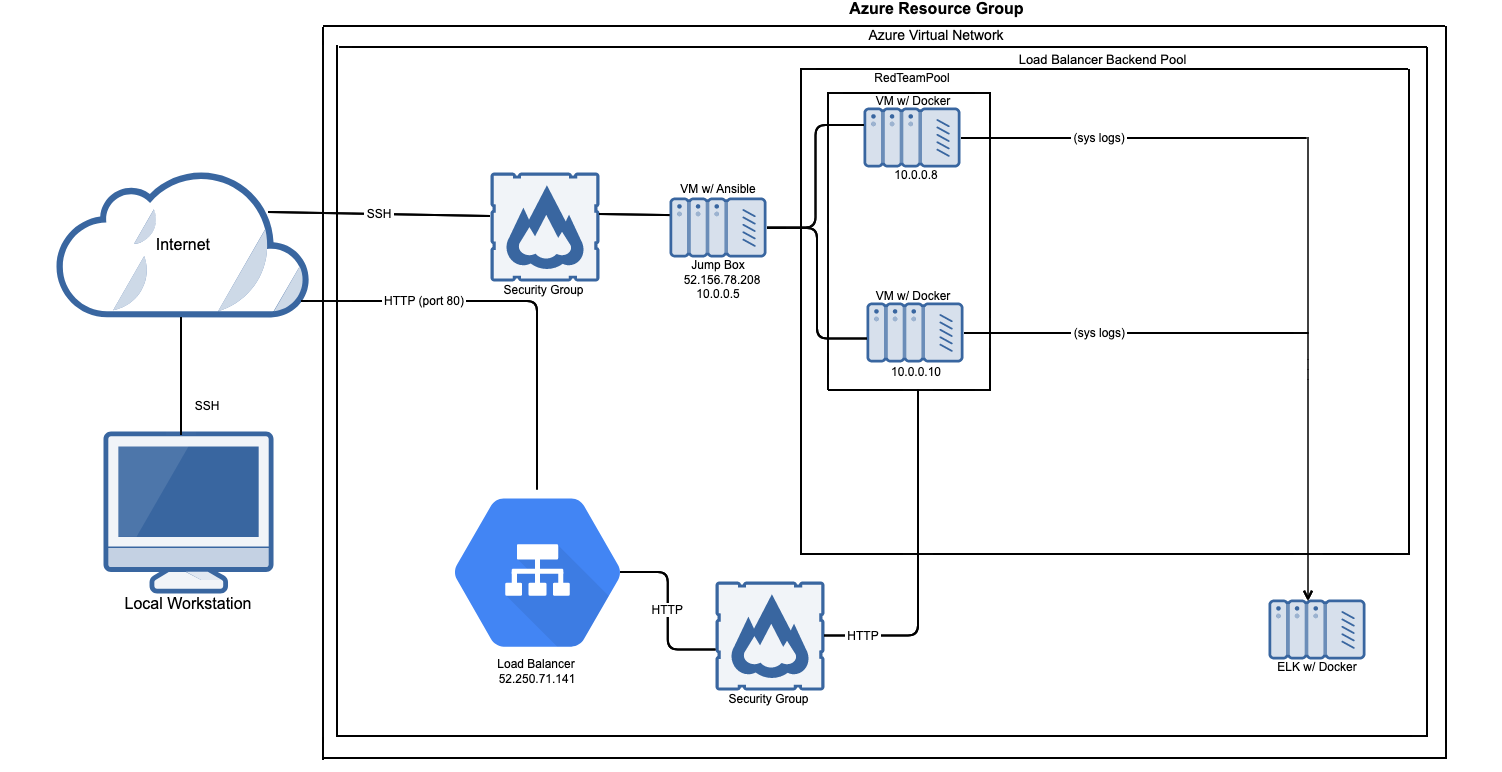 Azure Resource Group
Azure Virtual Network
Load Balancer Backend Pool
RedTeamPool
VM w/ Docker
(sys logs)
10.0.0.8
VM w/ Ansible
SSH
Internet
Jump Box
52.156.78.208
10.0.0.5
Security Group
HTTP (port 80)
VM w/ Docker
(sys logs)
10.0.0.10
SSH
Local Workstation
HTTP
HTTP
Load Balancer
52.250.71.141
Security Group
ELK w/ Docker